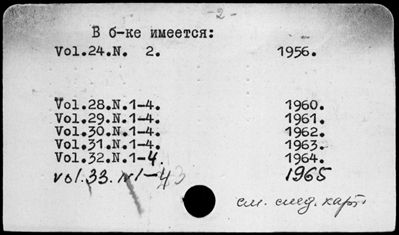 - 2 -
В б-ке имеется:
Vol.24.N. 2. 1956.
Vol.28.N.1-4. 1960.
Vol.29.N.1-4. 1961.
Vol.30.N.1-4. 1962.
Vol.31.N.1-4. 1963.
Vol.32.N.1-4. 1964.
vol.33. N1-43 1965
см. след. карт.